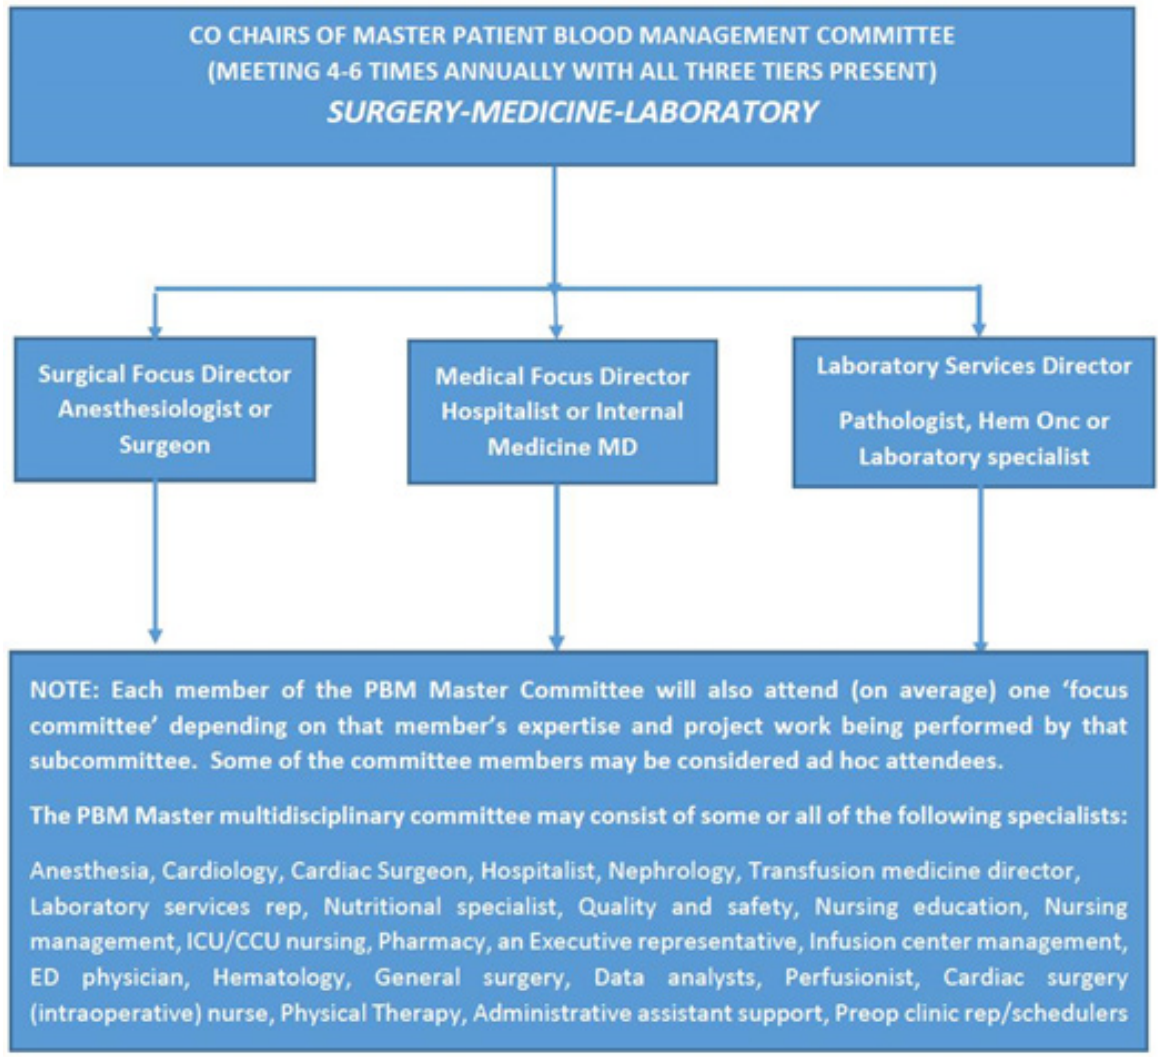 CO CHAIRS OF MASTER PATIENT BLOOD MANAGEMENT COMMITTEE
(MEETING 4-6 TIMES ANNUALLY WITH ALL THREE TIERS PRESENT)
SURGERY-MEDICINE-LABORATORY
Surgical Focus Director
Anesthesiologist or
Surgeon
Medical Focus Director
Hospitalist or Internal
Medicine MD
Laboratory Services Director
Pathologist, Hem Onc or
Laboratory specialist
NOTE: Each member of the PBM Master Committee will also attend (on average) one ‘focus
committee’ depending on that member’s expertise and project work being performed by that
subcommittee. Some of the committee members may be considered ad hoc attendees.
The PBM Master multidisciplinary committee may consist of some or all of the following specialists:
Anesthesia, Cardiology, Cardiac Surgeon, Hospitalist, Nephrology, Transfusion medicine director,
Laboratory services rep, Nutritional specialist, Quality and safety, Nursing education, Nursing
management, ICU/CCU nursing, Pharmacy, an Executive representative, Infusion center management,
ED physician, Hematology, General surgery, Data analysts, Perfusionist, Cardiac surgery
(intraoperative) nurse, Physical Therapy, Administrative assistant support, Preop clinic rep/schedulers